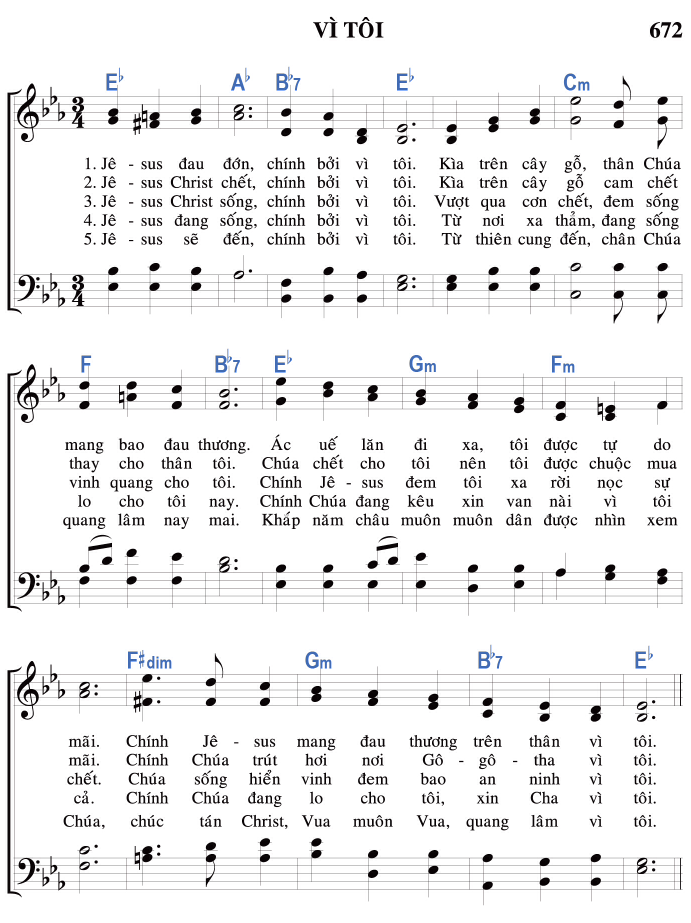 VÌ TÔI 672
E♭ A♭ B♭7 E♭ Cm
1. Jê - sus đau đớn, chính bởi vì tôi. Kìa trên cây gỗ, thân Chúa
2. Jê - sus Christ chết, chính bởi vì tôi. Kìa trên cây gỗ cam chết
3. Jê - sus Christ sống, chính bởi vì tôi. Vượt qua cơn chết, đem sống
4. Jê - sus đang sống, chính bởi vì tôi. Từ nơi xa thẳm, đang sống
5. Jê - sus sẽ đến, chính bởi vì tôi. Từ thiên cung đến, chân Chúa
F B♭7 E♭ Gm Fm
mang bao đau thương. Ác uế lăn đi xa, tôi được tự do
thay cho thân tôi. Chúa chết cho tôi nên tôi được chuộc mua
vinh quang cho tôi. Chính Jê - sus đem tôi xa rời nọc sự
lo cho tôi nay. Chính Chúa đang kêu xin van nài vì tôi
quang lâm nay mai. Khắp năm châu muôn muôn dân được nhìn xem
F♯dim Gm B♭7 E♭
mãi. Chính Jê - sus mang đau thương trên thân vì tôi.
mãi. Chính Chúa trút hơi nơi Gô - gô - tha vì tôi.
chết. Chúa sống hiển vinh đem bao an ninh vì tôi.
cả. Chính Chúa đang lo cho tôi, xin Cha vì tôi.
Chúa, chúc tán Christ, Vua muôn Vua, quang lâm vì tôi.